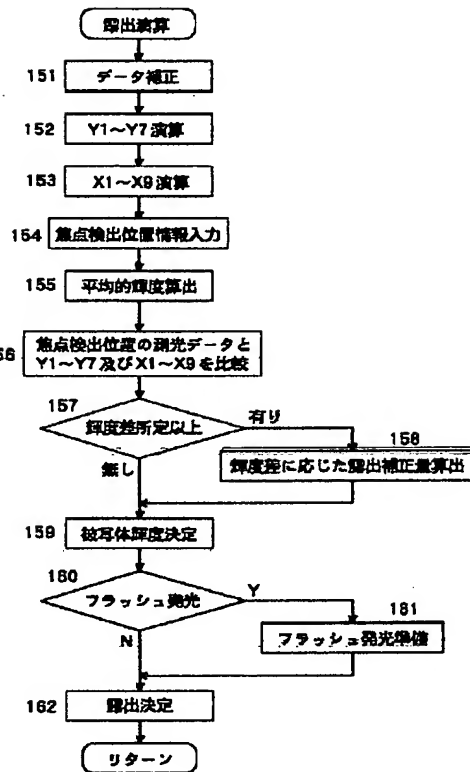 露出演算
151 データ補正
152 Y1～Y7 演算
153 X1～X9 演算
154 焦点検出位置情報入力
155 平均的輝度算出
56 焦点検出位置の測光データと
Y1～Y7 及び X1～X9 を比較
157
輝度差所定以上
有り
158
無し
輝度差に応じた露出補正量算出
159 被写体輝度決定
160
フラッシュ発光
Y
161
N
フラッシュ発光準備
162 露出決定
リターン